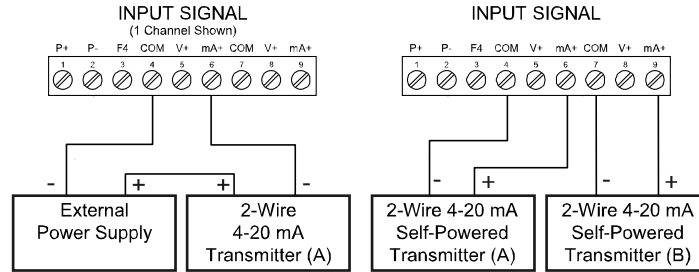 INPUT SIGNAL
(1 Channel Shown)
P+ P- F4 COM V+ mA+ COM V+ mA+
1 2 3 4 5 6 7 8 9
- + + -
External
Power Supply
2-Wire
4-20 mA
Transmitter (A)
INPUT SIGNAL
P+ P- F4 COM V+ mA+ COM V+ mA+
1 2 3 4 5 6 7 8 9
- + - +
2-Wire 4-20 mA
Self-Powered
Transmitter (A)
2-Wire 4-20 mA
Self-Powered
Transmitter (B)